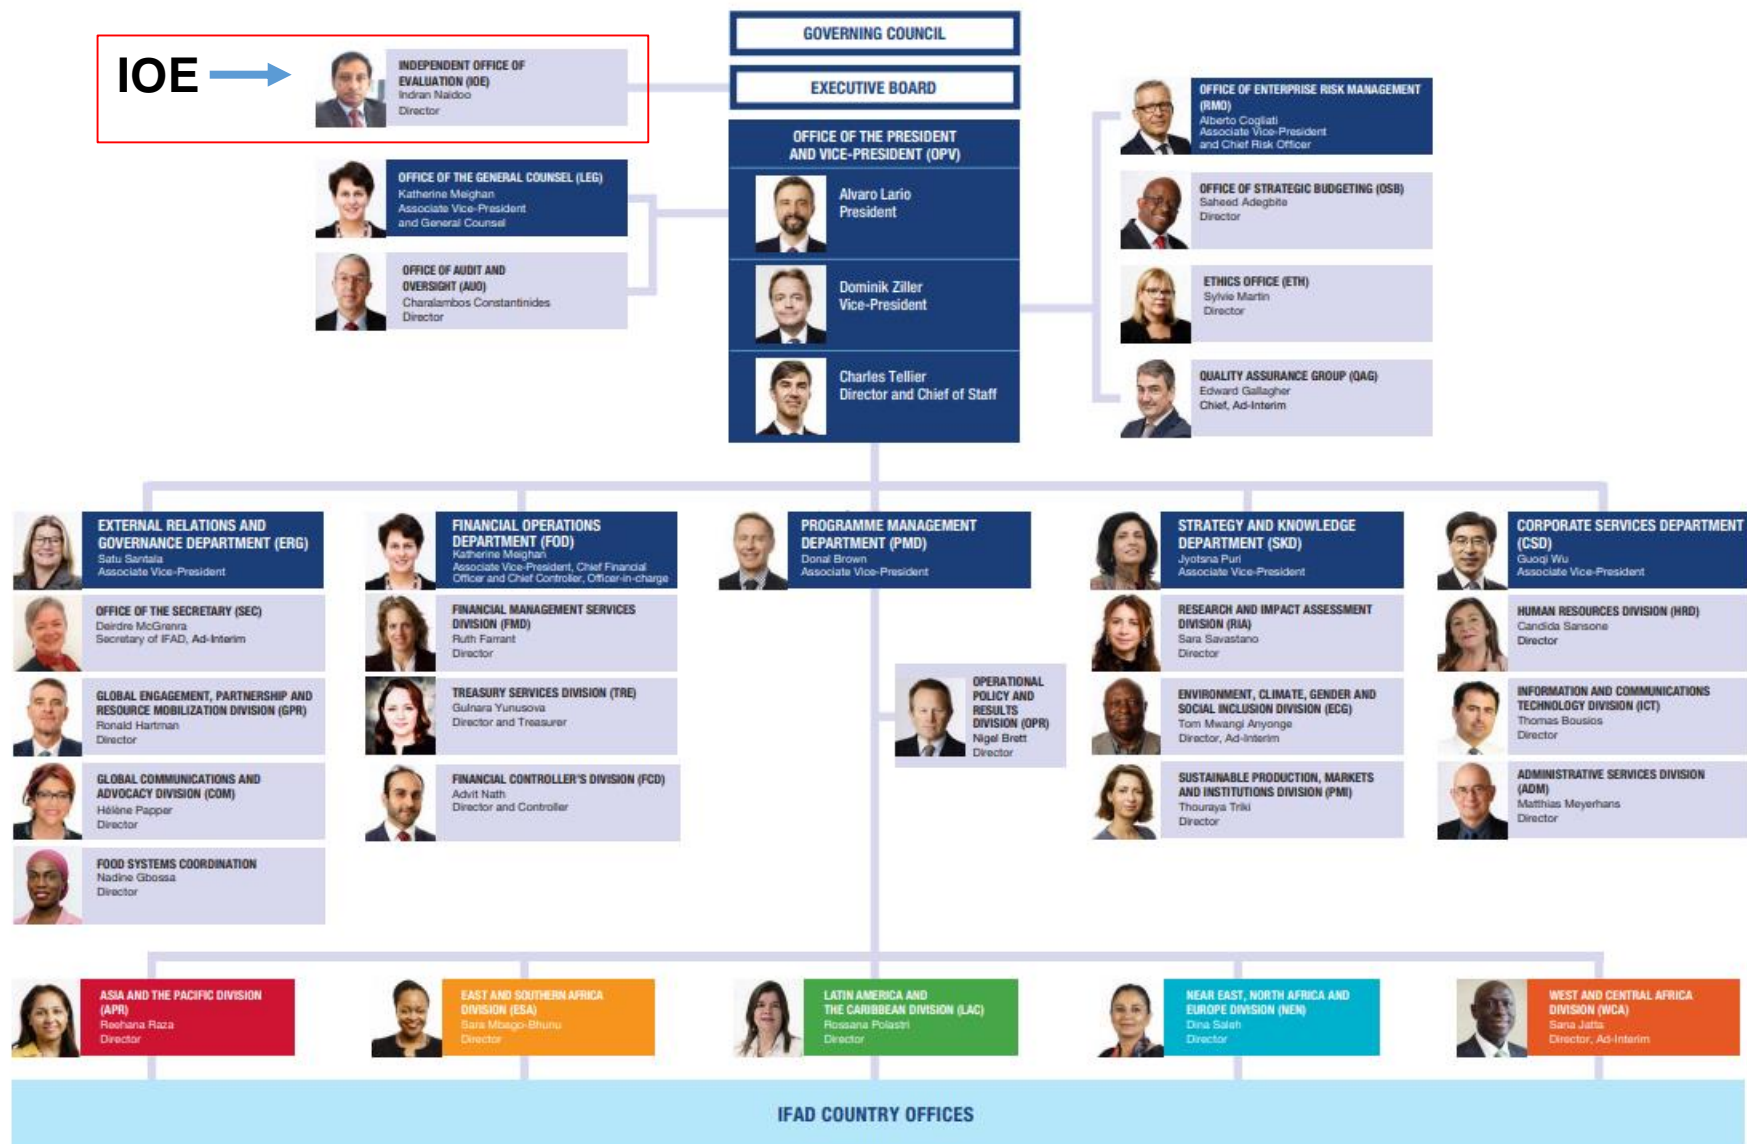 IOE
INDEPENDENT OFFICE OF
EVALUATION (IOE)
Indran Naidoo
Director
GOVERNING COUNCIL
EXECUTIVE BOARD
OFFICE OF THE PRESIDENT
AND VICE-PRESIDENT (OPV)
Alvaro Lario
President
Dominik Ziller
Vice-President
Charles Tellier
Director and Chief of Staff
OFFICE OF THE GENERAL COUNSEL (LEG)
Katherine Meighan
Associate Vice-President
and General Counsel
OFFICE OF AUDIT AND
OVERSIGHT (AUO)
Charalambos Constantinides
Director
OFFICE OF ENTERPRISE RISK MANAGEMENT
(RMO)
Alberto Cogliati
Associate Vice-President
and Chief Risk Officer
OFFICE OF STRATEGIC BUDGETING (OSB)
Saheed Adegbite
Director
ETHICS OFFICE (ETH)
Sylvie Martin
Director
QUALITY ASSURANCE GROUP (QAG)
Edward Gallagher
Chief, Ad-Interim
EXTERNAL RELATIONS AND
GOVERNANCE DEPARTMENT (ERG)
Satu Santala
Associate Vice-President
OFFICE OF THE SECRETARY (SEC)
Deirdre McGrenra
Secretary of IFAD, Ad-Interim
GLOBAL ENGAGEMENT, PARTNERSHIP AND
RESOURCE MOBILIZATION DIVISION (GPR)
Ronald Hartman
Director
GLOBAL COMMUNICATIONS AND
ADVOCACY DIVISION (COM)
Hélène Papper
Director
FOOD SYSTEMS COORDINATION
Nadine Gbossa
Director
FINANCIAL OPERATIONS
DEPARTMENT (FOD)
Katherine Meighan
Associate Vice-President, Chief Financial
Officer and Chief Controller, Officer-in-charge
FINANCIAL MANAGEMENT SERVICES
DIVISION (FMD)
Ruth Farrant
Director
TREASURY SERVICES DIVISION (TRE)
Gulnara Yunusova
Director and Treasurer
FINANCIAL CONTROLLER'S DIVISION (FCD)
Advit Nath
Director and Controller
PROGRAMME MANAGEMENT
DEPARTMENT (PMD)
Donal Brown
Associate Vice-President
OPERATIONAL
POLICY AND
RESULTS
DIVISION (OPR)
Nigel Brett
Director
STRATEGY AND KNOWLEDGE
DEPARTMENT (SKD)
Jyotsna Puri
Associate Vice-President
RESEARCH AND IMPACT ASSESSMENT
DIVISION (RIA)
Sara Savastano
Director
ENVIRONMENT, CLIMATE, GENDER AND
SOCIAL INCLUSION DIVISION (ECG)
Tom Mwangi Anyonge
Director, Ad-Interim
SUSTAINABLE PRODUCTION, MARKETS
AND INSTITUTIONS DIVISION (PMI)
Thouraya Triki
Director
CORPORATE SERVICES DEPARTMENT
(CSD)
Guoqi Wu
Associate Vice-President
HUMAN RESOURCES DIVISION (HRD)
Candida Sansone
Director
INFORMATION AND COMMUNICATIONS
TECHNOLOGY DIVISION (ICT)
Thomas Bousios
Director
ADMINISTRATIVE SERVICES DIVISION
(ADM)
Matthias Meyerhans
Director
ASIA AND THE PACIFIC DIVISION
(APR)
Reehana Raza
Director
EAST AND SOUTHERN AFRICA
DIVISION (ESA)
Sara Mbago-Bhunu
Director
LATIN AMERICA AND
THE CARIBBEAN DIVISION (LAC)
Rossana Polastri
Director
NEAR EAST, NORTH AFRICA AND
EUROPE DIVISION (NEN)
Dina Saleh
Director
WEST AND CENTRAL AFRICA
DIVISION (WCA)
Sana Jatta
Director, Ad-Interim
IFAD COUNTRY OFFICES